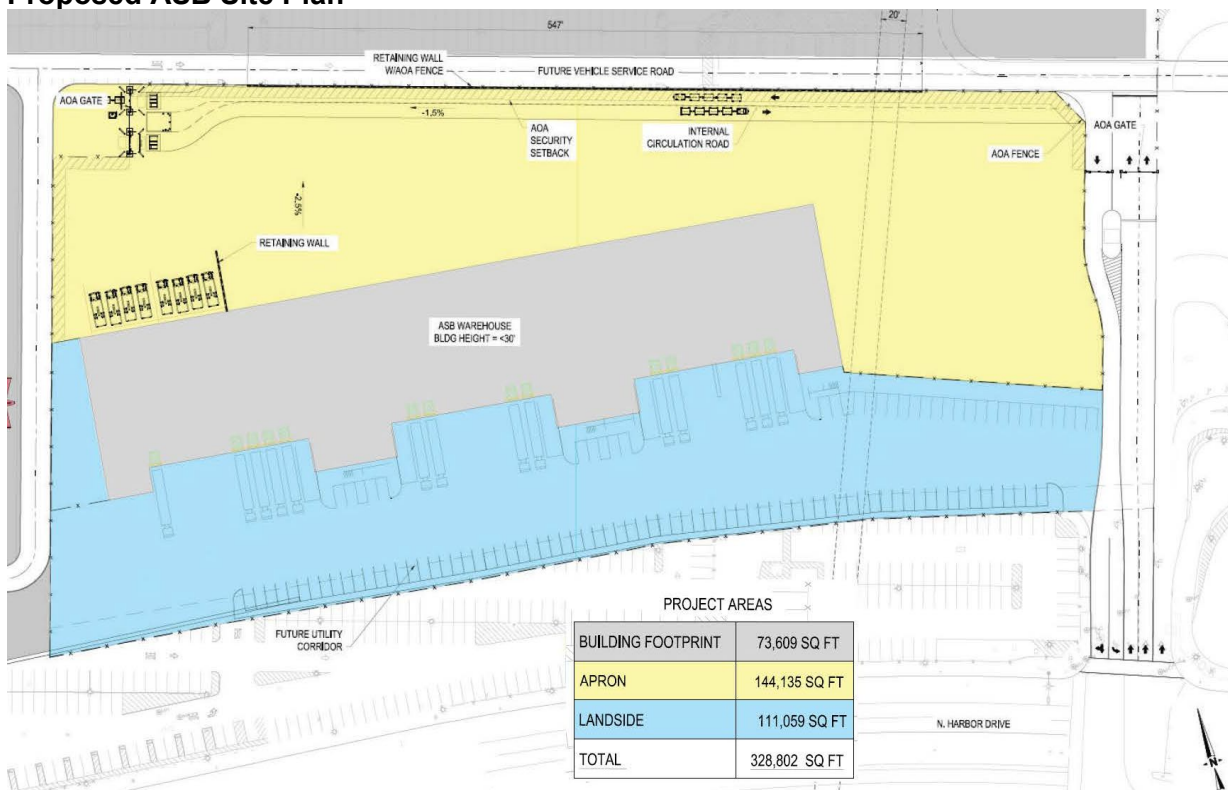 Proposed ASB Site Plan
547'
20'
RETAINING WALL
W/AOA FENCE
FUTURE VEHICLE SERVICE ROAD
AOA GATE
-1.5%
AOA
SECURITY
SETBACK
INTERNAL
CIRCULATION ROAD
AOA GATE
AOA FENCE
-2.5%
RETAINING WALL
ASB WAREHOUSE
BLDG HEIGHT = <30'
FUTURE UTILITY
CORRIDOR
PROJECT AREAS
BUILDING FOOTPRINT 73,609 SQ FT
APRON 144,135 SQ FT
LANDSIDE 111,059 SQ FT
TOTAL 328,802 SQ FT
N. HARBOR DRIVE
N